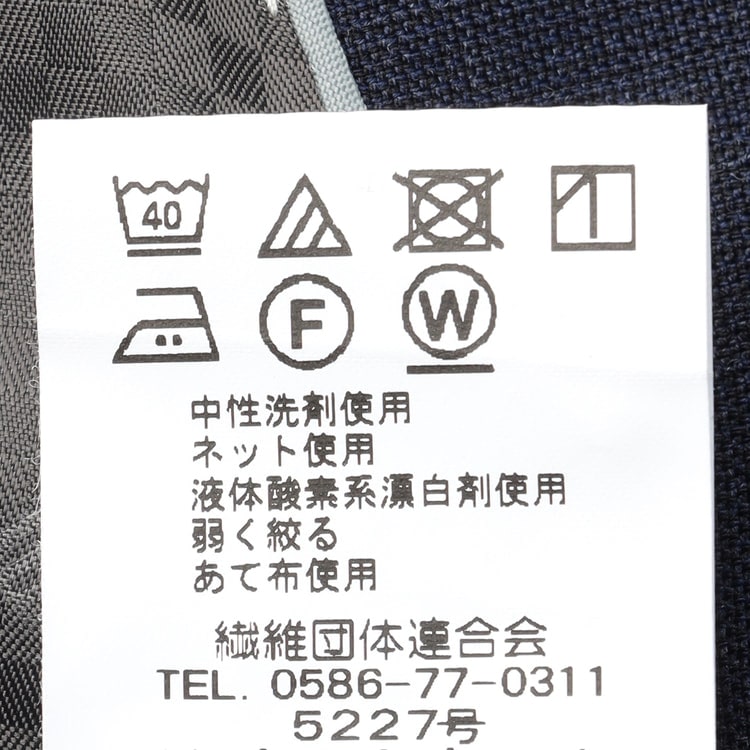 40
F W
中性洗剤使用
ネット使用
液体酸素系漂白剤使用
弱く絞る
あて布使用
繊維団体連合会
TEL. 0586-77-0311
5227号